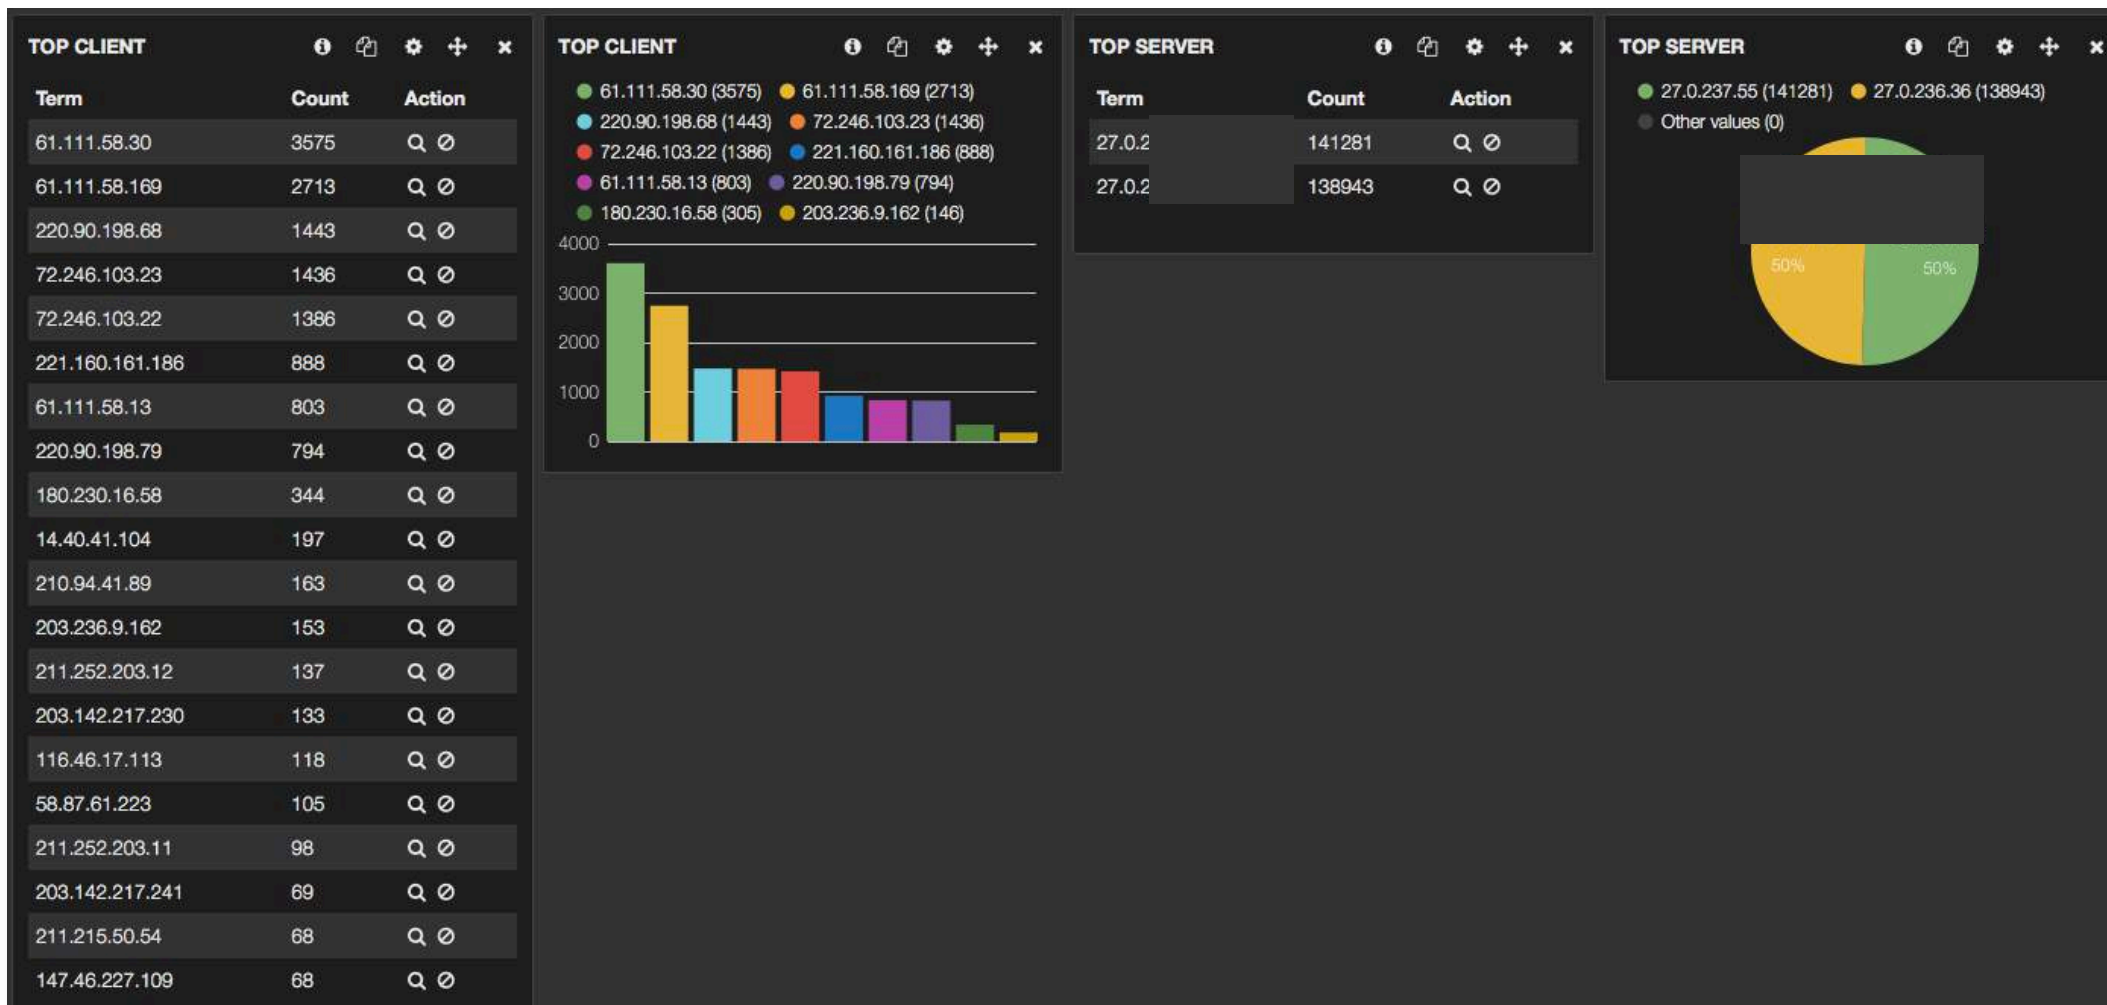 TOP CLIENT
Term Count Action
61.111.58.30 3575
61.111.58.169 2713
220.90.198.68 1443
72.246.103.23 1436
72.246.103.22 1386
221.160.161.186 888
61.111.58.13 803
220.90.198.79 794
180.230.16.58 344
14.40.41.104 197
210.94.41.89 163
203.236.9.162 153
211.252.203.12 137
203.142.217.230 133
116.46.17.113 118
58.87.61.223 105
211.252.203.11 98
203.142.217.241 69
211.215.50.54 68
147.46.227.109 68
TOP CLIENT
61.111.58.30 (3575) 61.111.58.169 (2713)
220.90.198.68 (1443) 72.246.103.23 (1436)
72.246.103.22 (1386) 221.160.161.186 (888)
61.111.58.13 (803) 220.90.198.79 (794)
180.230.16.58 (305) 203.236.9.162 (146)
4000
3000
2000
1000
0
TOP SERVER
Term Count Action
27.0.2 141281
27.0.2 138943
TOP SERVER
27.0.237.55 (141281) 27.0.236.36 (138943)
Other values (0)
50% 50%